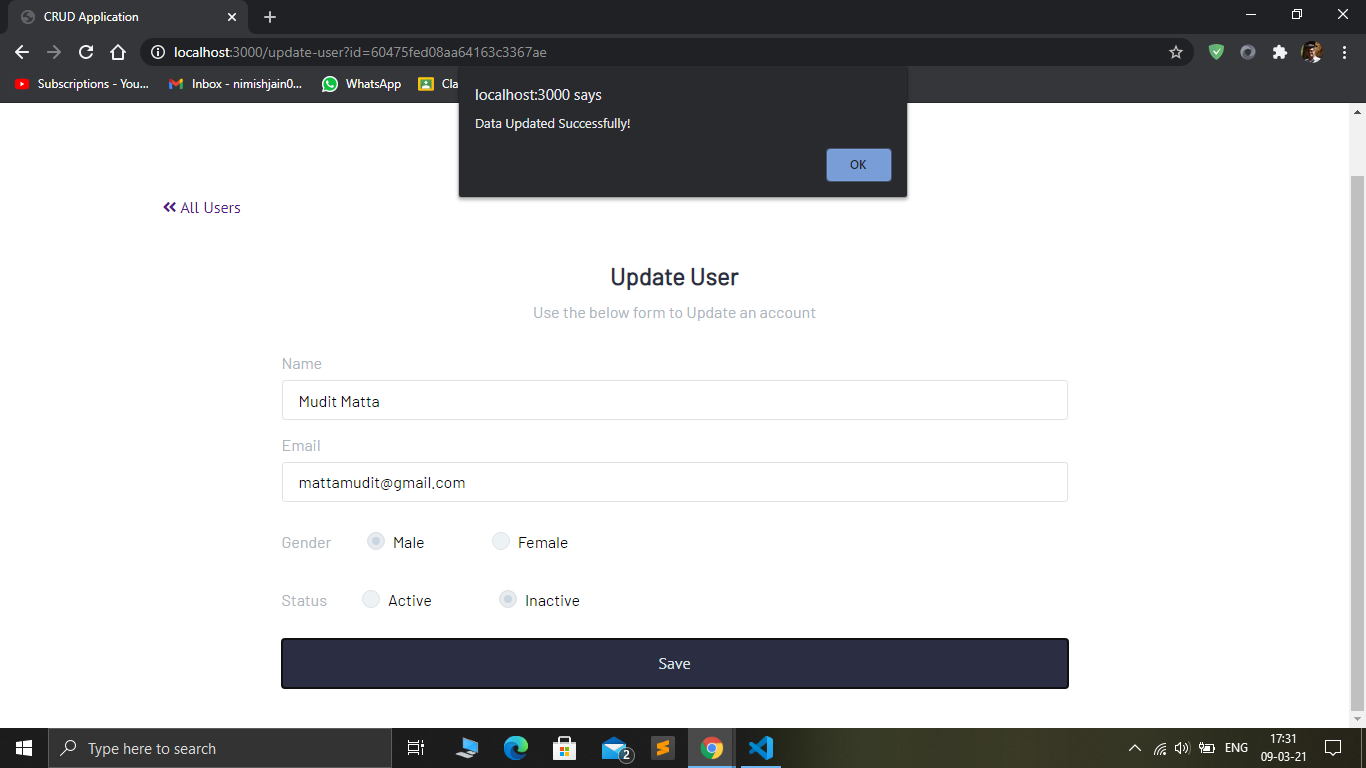 CRUD Application
localhost:3000/update-user?id=60475fed08aa64163c3367ae
Subscriptions - You...
Inbox - nimishjain0...
WhatsApp
Cla
localhost:3000 says
Data Updated Successfully!
OK
All Users
Update User
Use the below form to Update an account
Name
Mudit Matta
Email
mattamudit@gmail.com
Gender Male Female
Status Active Inactive
Save
Type here to search
2
ENG
17:31
09-03-21